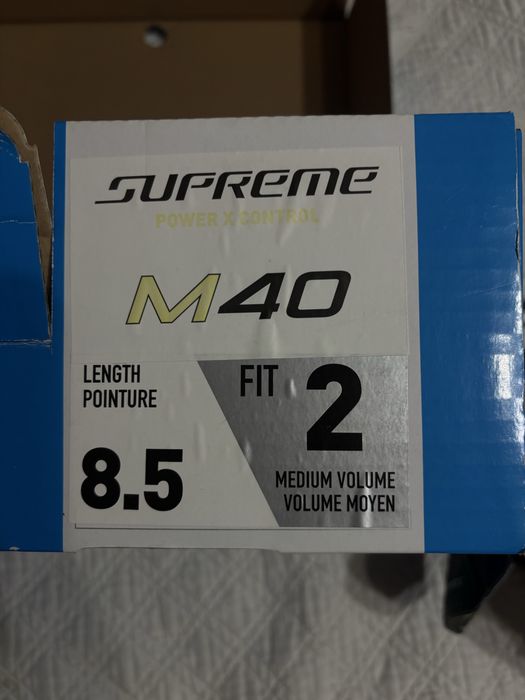 SUPREME
POWER X CONTROL
M40
LENGTH
POINTURE
8.5
FIT 2
MEDIUM VOLUME
VOLUME MOYEN